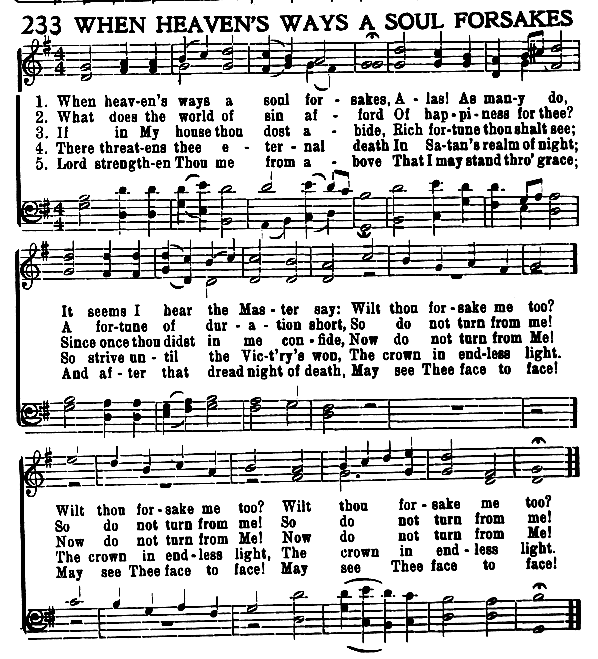 233 WHEN HEAVEN'S WAYS A SOUL FORSAKES
1. When heav-en's ways a soul for - sakes, A - las! As man-y do,
2. What does the world of sin af - ford Of hap-pi-ness for thee?
3. If in My house thou dost a - bide, Rich for-tune thou shalt see;
4. There threat-ens thee e - ter - nal death In Sa-tan's realm of night;
5. Lord strength-en Thou me from a - bove That I may stand thro' grace;
It seems I hear the Mas - ter say: Wilt thou for-sake me too?
A for-tune of dur - a - tion short, So do not turn from me!
Since once thou didst in me con - fide, Now do not turn from Me!
So strive un - til the Vic-t'ry's won, The crown in end-less light.
And af - ter that dread night of death, May see Thee face to face!
Wilt thou for-sake me too? Wilt thou for - sake me too?
So do not turn from me! So do not turn from me!
Now do not turn from Me! Now do not turn from Me!
The crown in end-less light, The crown in end - less light.
May see Thee face to face! May see Thee face to face!